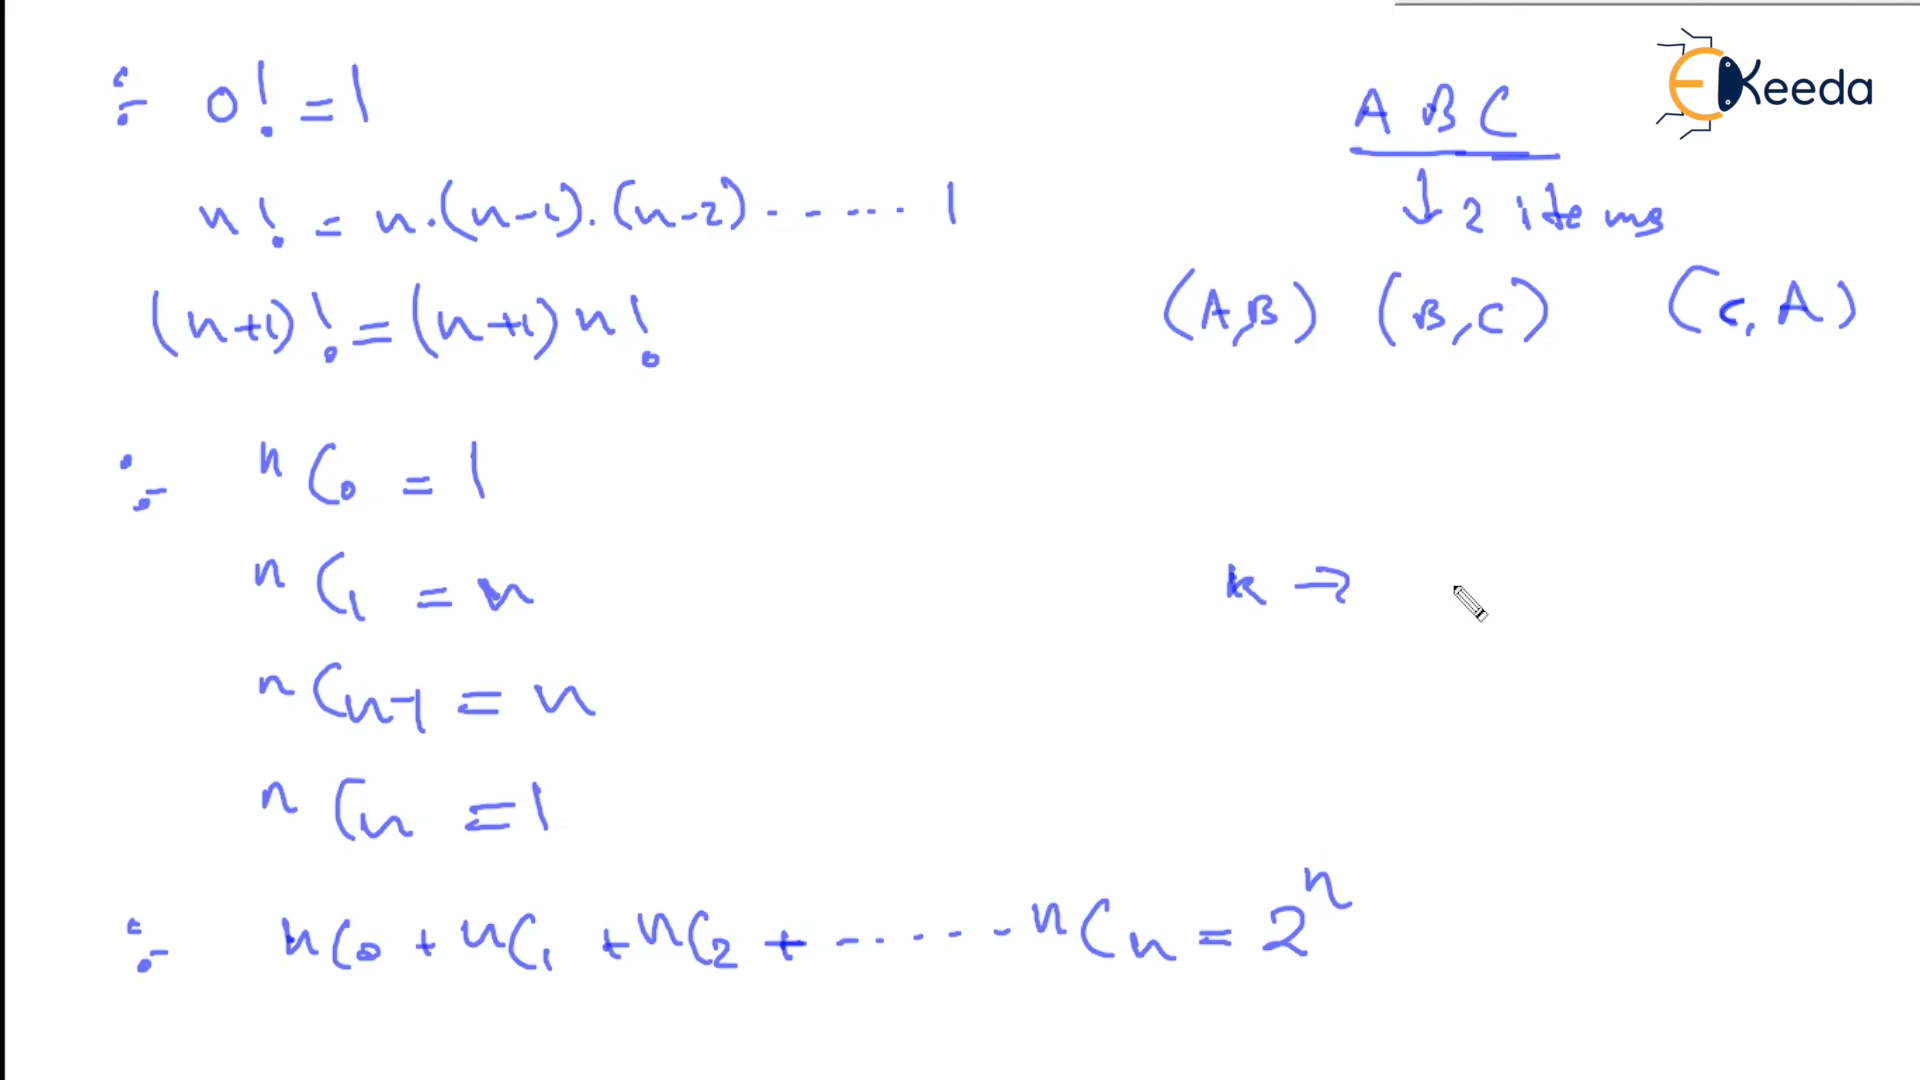 :- 0! = 1
n! = n.(n-1).(n-2)------1
(n+1)! = (n+1) n!
:- nC0 = 1
nC1 = n
nCn-1 = n
nCn = 1
:- nC0 + nC1 + nC2 + ------ nCn = 2^n
EKeeda
A B C
↓ 2 items
(A,B) (B,C) (C,A)
k →